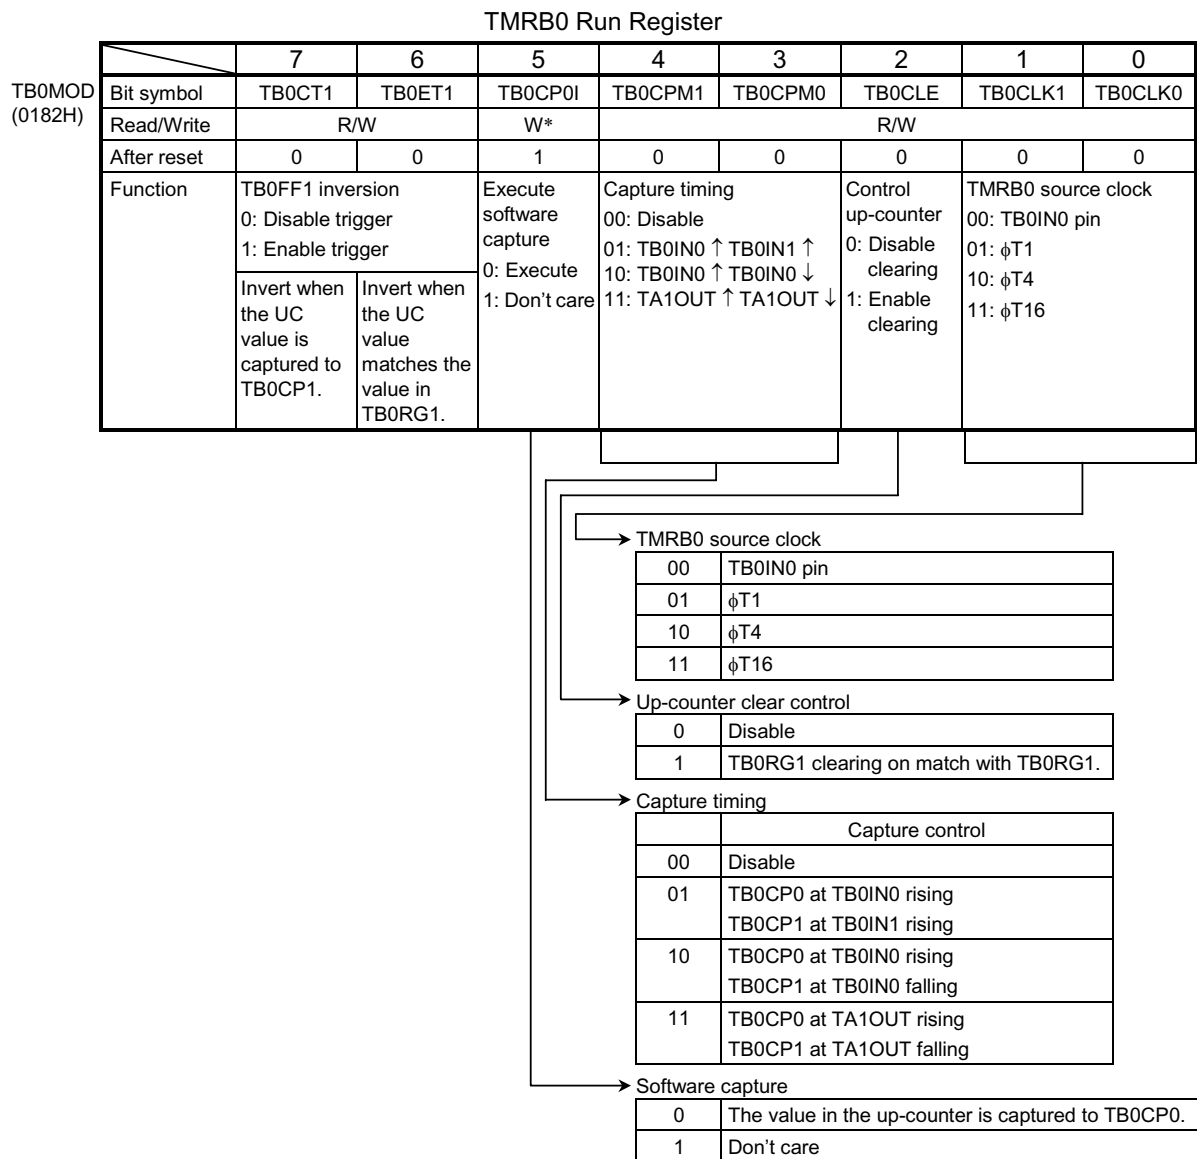 TMRB0 Run Register
7 6 5 4 3 2 1 0
TB0MOD (0182H)
Bit symbol TB0CT1 TB0ET1 TB0CP0I TB0CPM1 TB0CPM0 TB0CLE TB0CLK1 TB0CLK0
Read/Write R/W W* R/W
After reset 0 0 1 0 0 0 0 0
Function
TB0FF1 inversion
0: Disable trigger
1: Enable trigger
Invert when
the UC
value is
captured to
TB0CP1.
Invert when
the UC
value
matches the
value in
TB0RG1.
Execute
software
capture
0: Execute
1: Don't care
Capture timing
00: Disable
01: TB0IN0 ↑ TB0IN1 ↑
10: TB0IN0 ↑ TB0IN0 ↓
11: TA1OUT ↑ TA1OUT ↓
Control
up-counter
0: Disable
clearing
1: Enable
clearing
TMRB0 source clock
00: TB0IN0 pin
01: ϕT1
10: ϕT4
11: ϕT16
TMRB0 source clock
00 TB0IN0 pin
01 ϕT1
10 ϕT4
11 ϕT16
Up-counter clear control
0 Disable
1 TB0RG1 clearing on match with TB0RG1.
Capture timing
Capture control
00 Disable
01 TB0CP0 at TB0IN0 rising
TB0CP1 at TB0IN1 rising
10 TB0CP0 at TB0IN0 rising
TB0CP1 at TB0IN0 falling
11 TB0CP0 at TA1OUT rising
TB0CP1 at TA1OUT falling
Software capture
0 The value in the up-counter is captured to TB0CP0.
1 Don't care